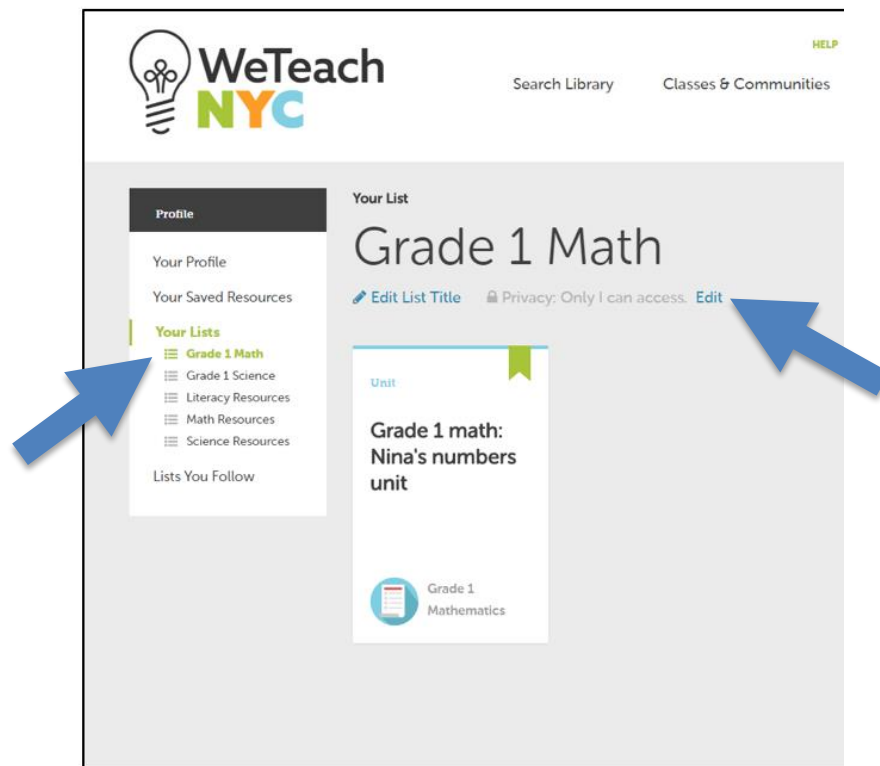 WeTeach
NYC
HELP
Search Library
Classes & Communities
Profile
Your Profile
Your Saved Resources
Your Lists
Grade 1 Math
Grade 1 Science
Literacy Resources
Math Resources
Science Resources
Lists You Follow
Your List
Grade 1 Math
Edit List Title
Privacy: Only I can access. Edit
Unit
Grade 1 math:
Nina's numbers
unit
Grade 1
Mathematics